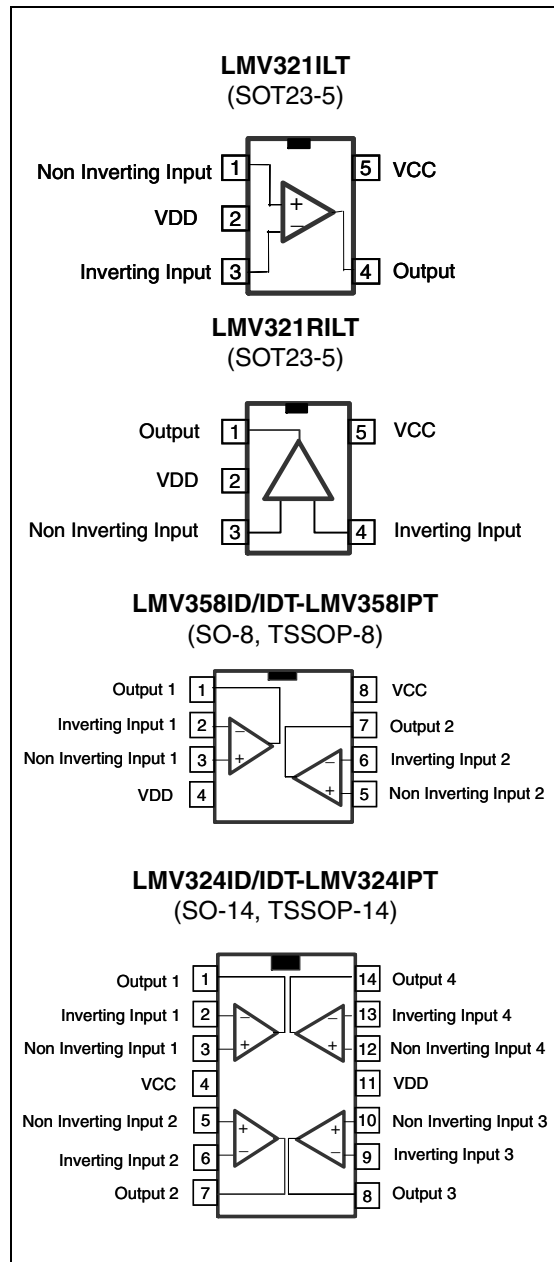 LMV321ILT
(SOT23-5)
Non Inverting Input 1 5 VCC
VDD 2
+
−
Inverting Input 3 4 Output
LMV321RILT
(SOT23-5)
Output 1 5 VCC
VDD 2
Non Inverting Input 3 4 Inverting Input
LMV358ID/IDT-LMV358IPT
(SO-8, TSSOP-8)
Output 1 1 8 VCC
Inverting Input 1 2 − 7 Output 2
Non Inverting Input 1 3 + − 6 Inverting Input 2
VDD 4 + 5 Non Inverting Input 2
LMV324ID/IDT-LMV324IPT
(SO-14, TSSOP-14)
Output 1 1 14 Output 4
Inverting Input 1 2 − − 13 Inverting Input 4
Non Inverting Input 1 3 + + 12 Non Inverting Input 4
VCC 4 11 VDD
Non Inverting Input 2 5 + + 10 Non Inverting Input 3
Inverting Input 2 6 − − 9 Inverting Input 3
Output 2 7 8 Output 3